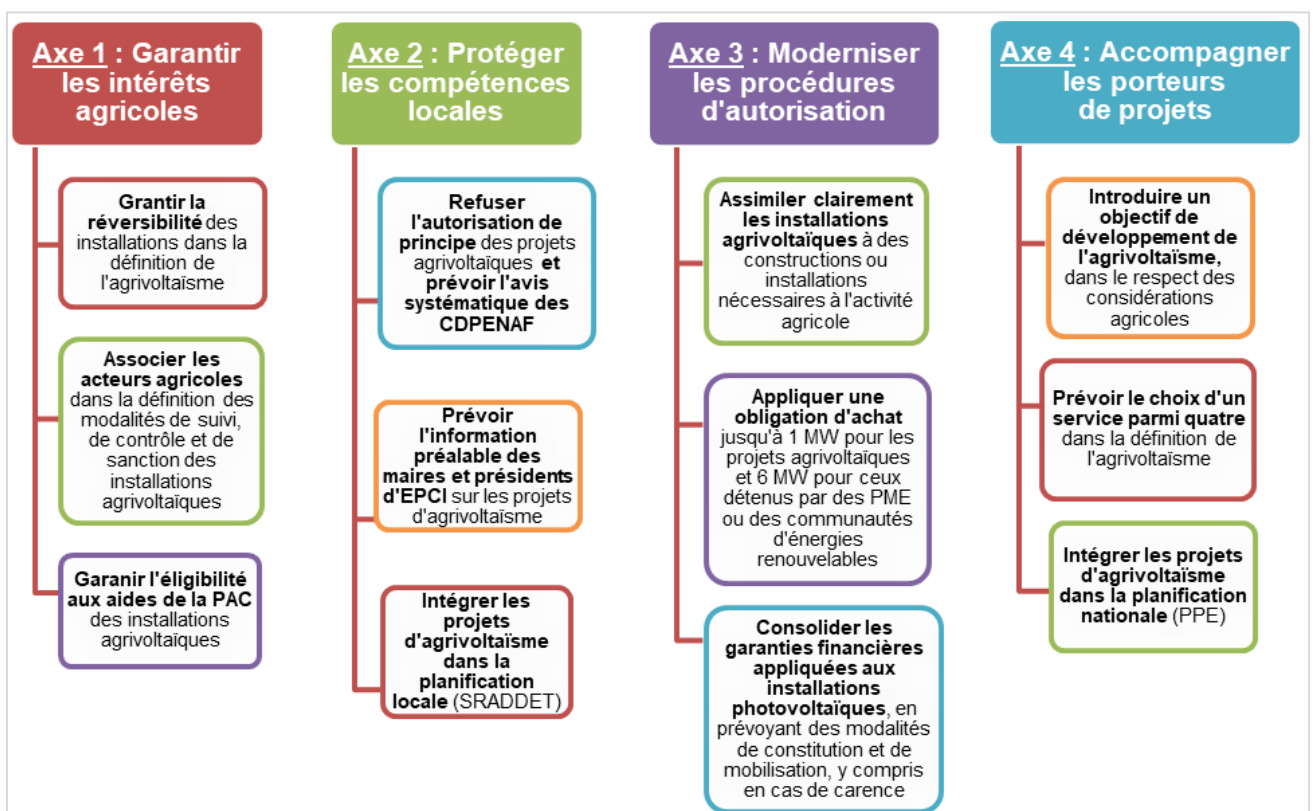 Axe 1 : Garantir
les intérêts
agricoles
Grantir la
réversibilité des
installations dans la
définition de
l'agrivoltaïsme
Associer les
acteurs agricoles
dans la définition des
modalités de suivi,
de contrôle et de
sanction des
installations
agrivoltaïques
Garanir l'éligibilité
aux aides de la PAC
des installations
agrivoltaïques
Axe 2 : Protéger
les compétences
locales
Refuser
l'autorisation de
principe des projets
agrivoltaïques et
prévoir l'avis
systématique des
CDPENAF
Prévoir
l'information
préalable des
maires et présidents
d'EPCI sur les projets
d'agrivoltaïsme
Intégrer les
projets
d'agrivoltaïsme
dans la
planification
locale (SRADDET)
Axe 3 : Moderniser
les procédures
d'autorisation
Assimiler clairement
les installations
agrivoltaïques à des
constructions ou
installations
nécessaires à l'activité
agricole
Appliquer une
obligation d'achat
jusqu'à 1 MW pour les
projets agrivoltaïques
et 6 MW pour ceux
détenus par des PME
ou des communautés
d'énergies
renouvelables
Consolider les
garanties financières
appliquées aux
installations
photovoltaïques, en
prévoyant des modalités
de constitution et de
mobilisation, y compris
en cas de carence
Axe 4 : Accompagner
les porteurs
de projets
Introduire un
objectif de
développement de
l'agrivoltaïsme,
dans le respect des
considérations
agricoles
Prévoir le choix d'un
service parmi quatre
dans la définition de
l'agrivoltaïsme
Intégrer les projets
d'agrivoltaïsme
dans la planification
nationale (PPE)